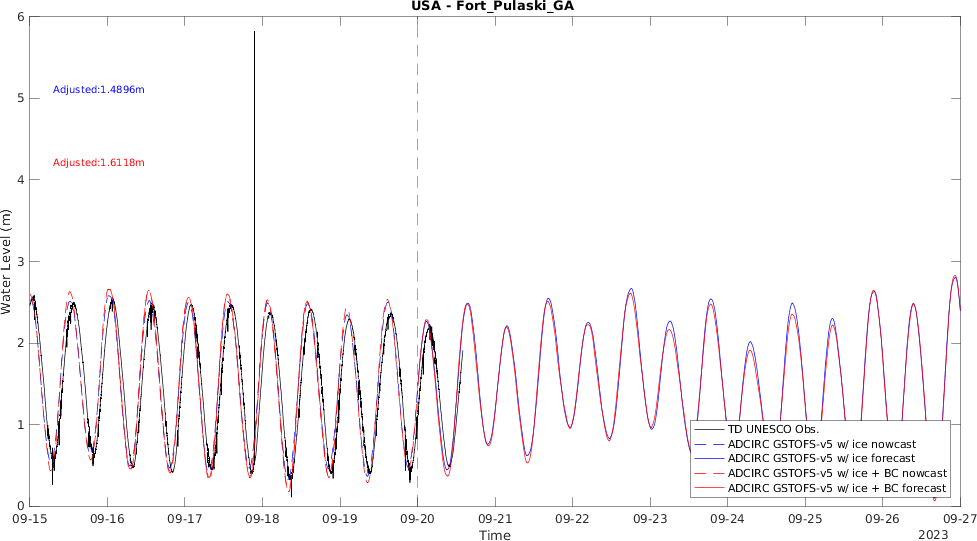 USA - Fort_Pulaski_GA
6
5
4
3
2
1
0
Water Level (m)
Adjusted:1.4896m
Adjusted:1.6118m
TD UNESCO Obs.
ADCIRC GSTOFS-v5 w/ ice nowcast
ADCIRC GSTOFS-v5 w/ ice forecast
ADCIRC GSTOFS-v5 w/ ice + BC nowcast
ADCIRC GSTOFS-v5 w/ ice + BC forecast
09-15 09-16 09-17 09-18 09-19 09-20 09-21 09-22 09-23 09-24 09-25 09-26 09-27
Time
2023